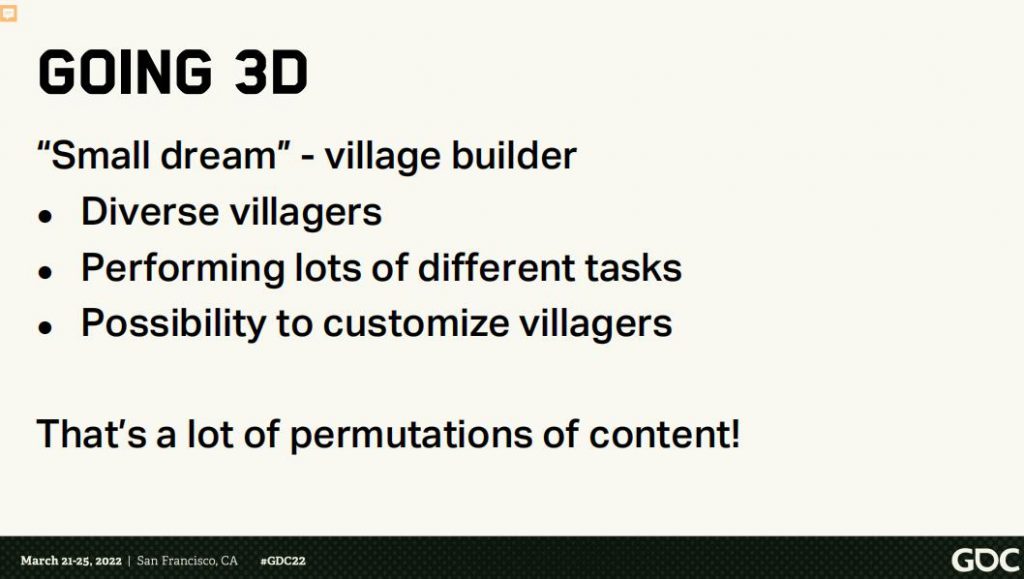 GOING 3D
“Small dream” - village builder
● Diverse villagers
● Performing lots of different tasks
● Possibility to customize villagers
That’s a lot of permutations of content!
March 21-25, 2022 | San Francisco, CA #GDC22
GDC